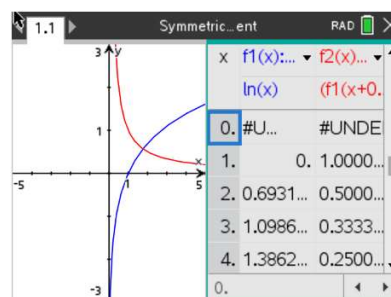 1.1 Symmetric...ent RAD
3 y
1
x
-5 5
-3
x f1(x):... f2(x)...
ln(x) (f1(x+0.
0. #U... #UNDE
1. 0. 1.0000...
2. 0.6931... 0.5000...
3. 1.0986... 0.3333...
4. 1.3862... 0.2500...
0.